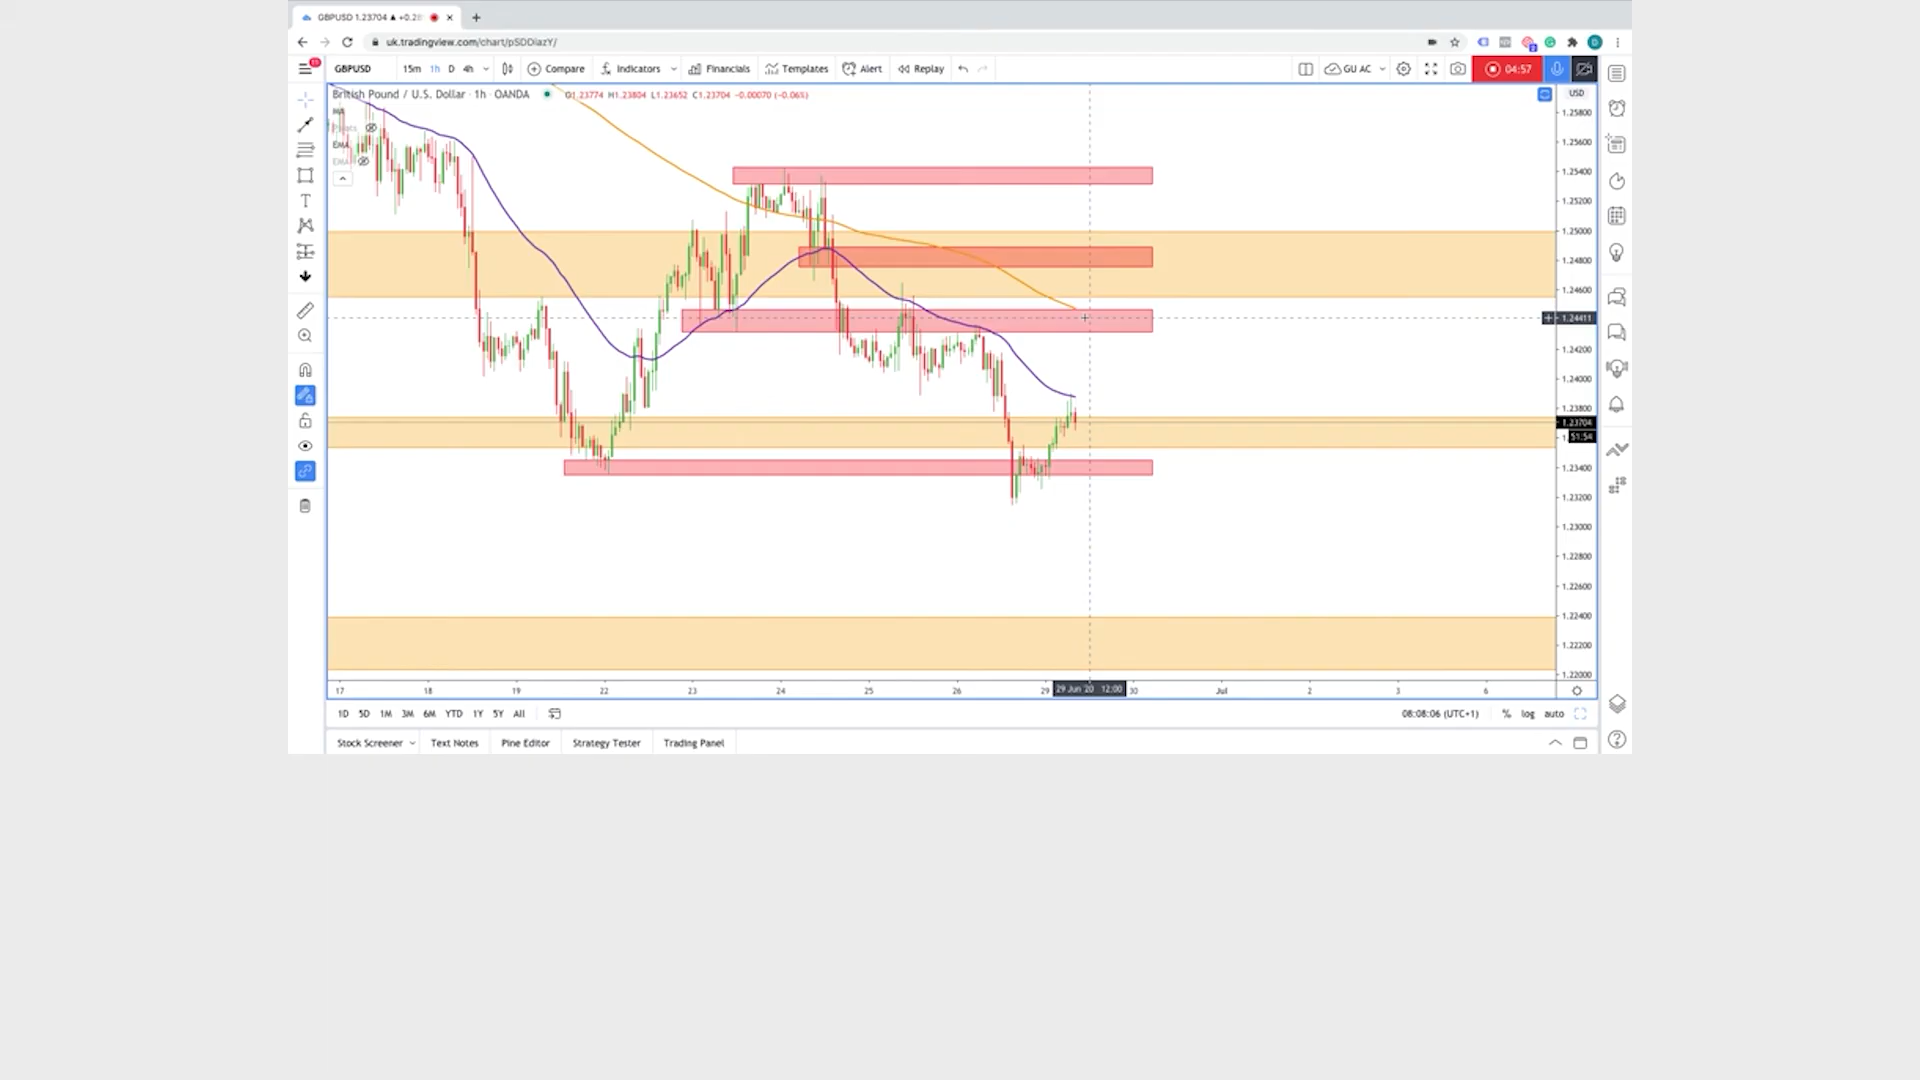 GBPUSD 1.23704 ▲ +0.2
uk.tradingview.com/chart/pSDDiazY/
11 GBPUSD 15m 1h D 4h Compare Indicators Financials Templates Alert Replay GU AC 04:57
British Pound / U.S. Dollar · 1h · OANDA O1.23774 H1.23804 L1.23652 C1.23704 -0.00070 (-0.06%) USD
MA
EMA
EMA
1.25800
1.25600
1.25400
1.25200
1.25000
1.24800
1.24600
1.24411
1.24200
1.24000
1.23800
1.23704
51:54
1.23400
1.23200
1.23000
1.22800
1.22600
1.22400
1.22200
1.22000
17 18 19 22 23 24 25 26 29 29 Jun '20 12:00 30 Jul 2 3 6
1D 5D 1M 3M 6M YTD 1Y 5Y All 08:08:06 (UTC+1) % log auto
Stock Screener Text Notes Pine Editor Strategy Tester Trading Panel